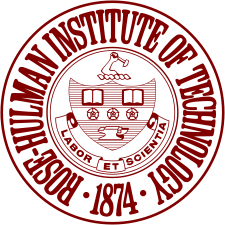 ROSE-HULMAN INSTITUTE OF TECHNOLOGY
LABOR ET SCIENTIA
· 1874 ·